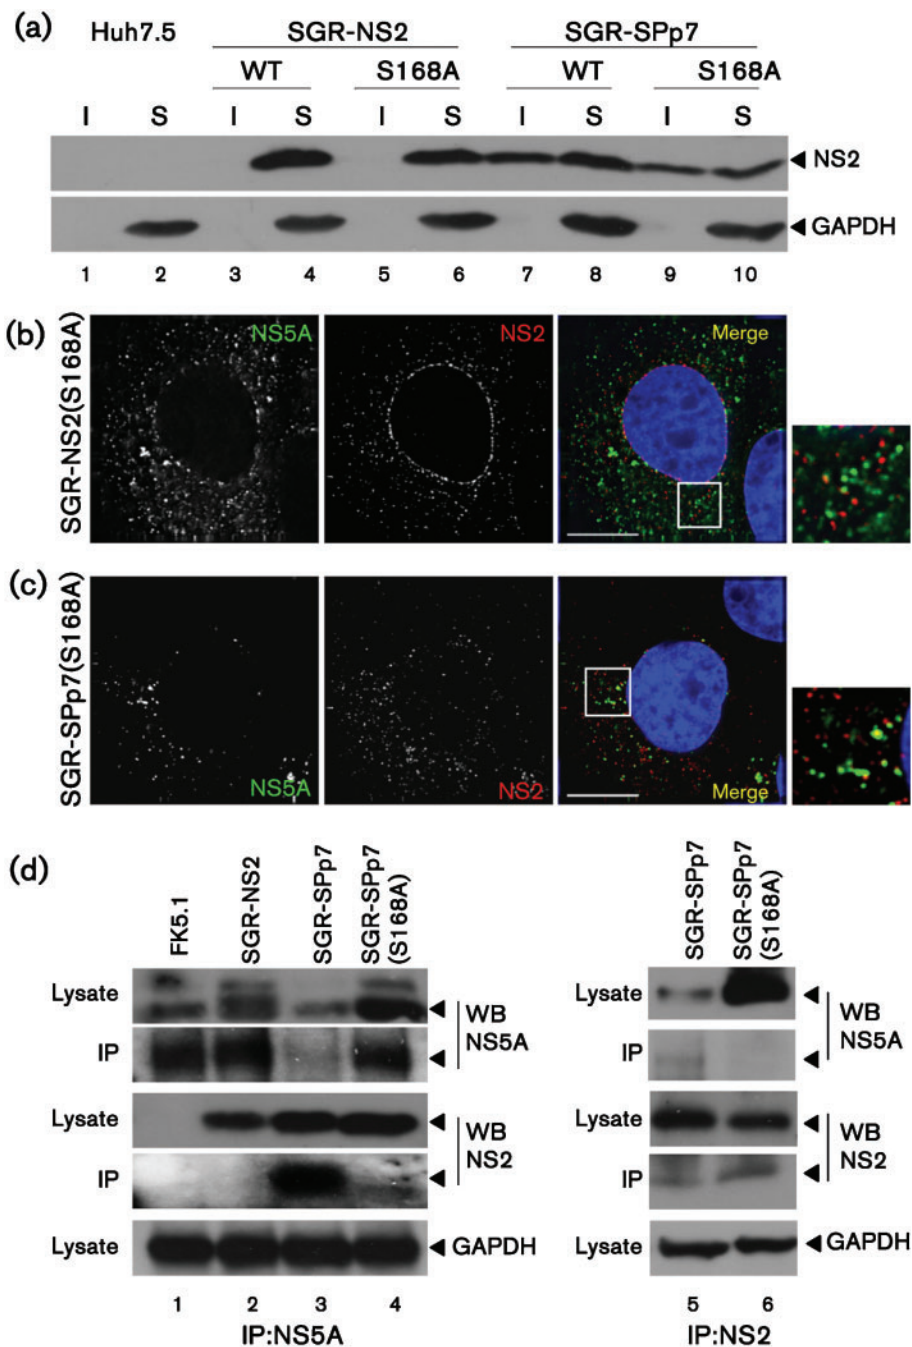 (a)
Huh7.5 SGR-NS2 SGR-SPp7
WT S168A WT S168A
I S I S I S I S I S
NS2
GAPDH
1 2 3 4 5 6 7 8 9 10
(b)
SGR-NS2(S168A)
NS5A
NS2
Merge
(c)
SGR-SPp7(S168A)
NS5A
NS2
Merge
(d)
FK5.1
SGR-NS2
SGR-SPp7
SGR-SPp7
(S168A)
Lysate
IP
WB
NS5A
Lysate
IP
WB
NS2
Lysate
GAPDH
1 2 3 4
IP:NS5A
SGR-SPp7
SGR-SPp7
(S168A)
Lysate
IP
WB
NS5A
Lysate
IP
WB
NS2
Lysate
GAPDH
5 6
IP:NS2